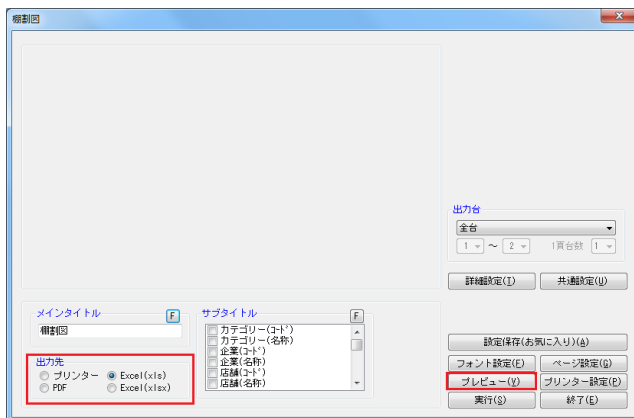 棚割図
出力台
全台
1 ～ 2 1頁台数 1
詳細設定(I) 共通設定(U)
メインタイトル F
棚割図
サブタイトル F
カテゴリー(ｺｰﾄﾞ)
カテゴリー(名称)
企業(ｺｰﾄﾞ)
企業(名称)
店舗(ｺｰﾄﾞ)
店舗(名称)
出力先
プリンター Excel(xls)
PDF Excel(xlsx)
設定保存(お気に入り)(A)
フォント設定(F) ページ設定(G)
プレビュー(V) プリンター設定(P)
実行(S) 終了(E)